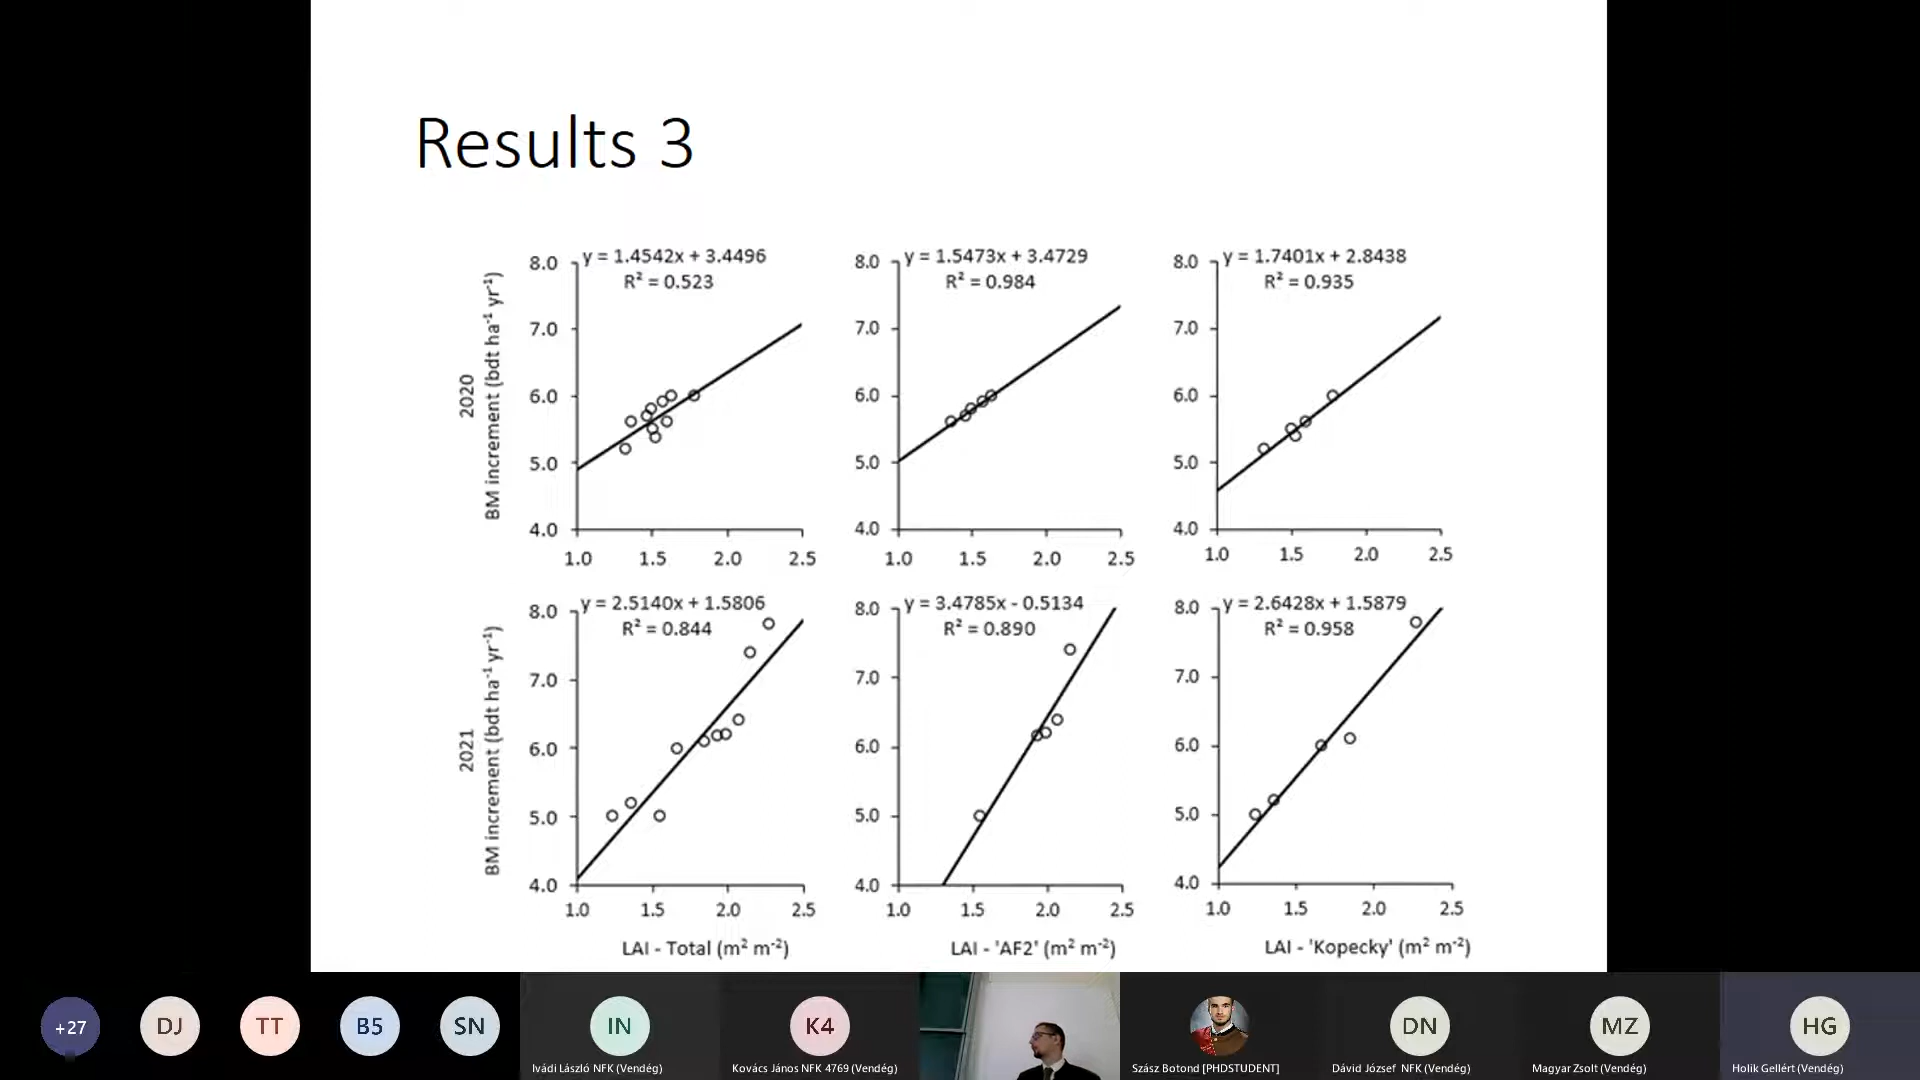 Results 3
y = 1.4542x + 3.4496
R² = 0.523
8.0
7.0
6.0
5.0
4.0
1.0 1.5 2.0 2.5
2020
BM increment (bdt ha⁻¹ yr⁻¹)
y = 1.5473x + 3.4729
R² = 0.984
8.0
7.0
6.0
5.0
4.0
1.0 1.5 2.0 2.5
y = 1.7401x + 2.8438
R² = 0.935
8.0
7.0
6.0
5.0
4.0
1.0 1.5 2.0 2.5
y = 2.5140x + 1.5806
R² = 0.844
8.0
7.0
6.0
5.0
4.0
1.0 1.5 2.0 2.5
2021
BM increment (bdt ha⁻¹ yr⁻¹)
LAI - Total (m² m⁻²)
y = 3.4785x - 0.5134
R² = 0.890
8.0
7.0
6.0
5.0
4.0
1.0 1.5 2.0 2.5
LAI - 'AF2' (m² m⁻²)
y = 2.6428x + 1.5879
R² = 0.958
8.0
7.0
6.0
5.0
4.0
1.0 1.5 2.0 2.5
LAI - 'Kopecky' (m² m⁻²)
+27
DJ
TT
B5
SN
IN
Ivádi László NFK (Vendég)
K4
Kovács János NFK 4769 (Vendég)
Szász Botond [PHDSTUDENT]
DN
Dávid József NFK (Vendég)
MZ
Magyar Zsolt (Vendég)
HG
Holik Gellért (Vendég)